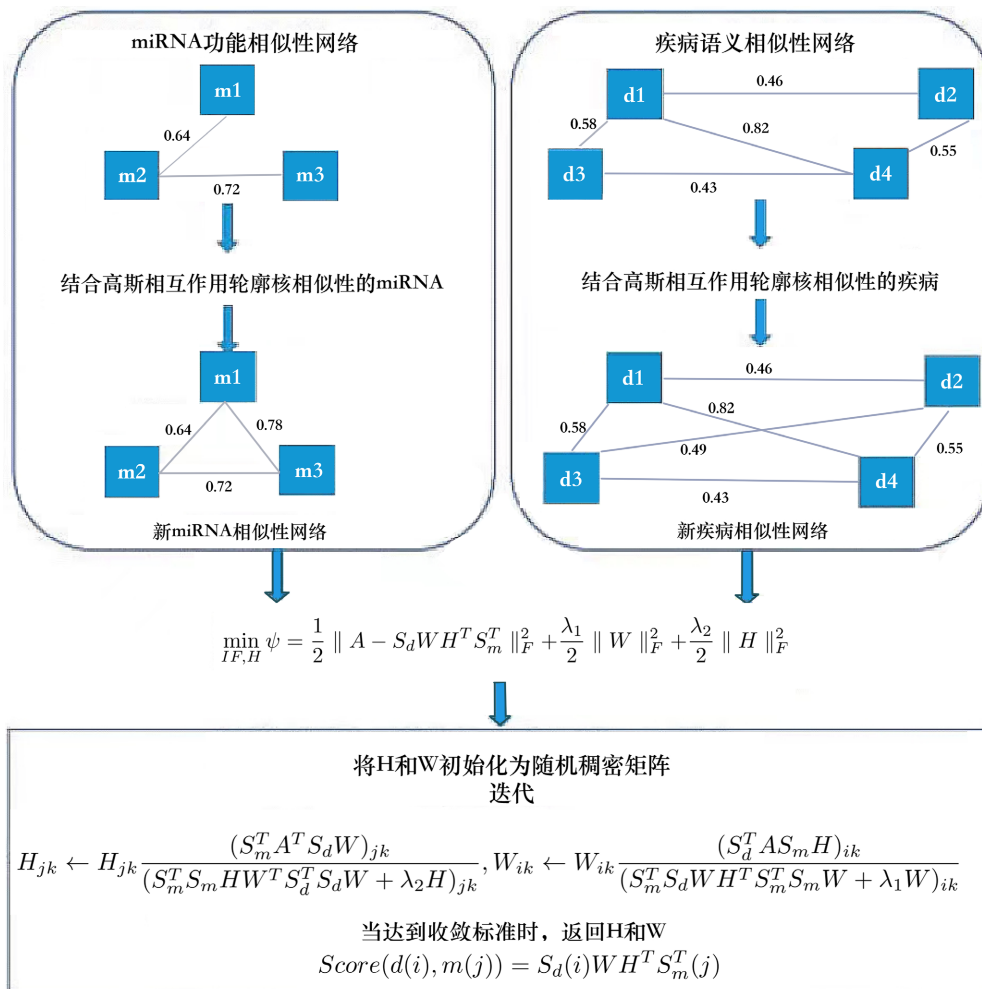 miRNA功能相似性网络
m1
0.64
m2
m3
0.72
结合高斯相互作用轮廓核相似性的miRNA
m1
0.64
0.78
m2
m3
0.72
新miRNA相似性网络
疾病语义相似性网络
d1
0.46
d2
0.58
0.82
0.55
d3
d4
0.43
结合高斯相互作用轮廓核相似性的疾病
d1
0.46
d2
0.82
0.58
0.49
0.55
d3
d4
0.43
新疾病相似性网络
$\min_{IF,H} \psi = \frac{1}{2} \parallel A - S_d W H^T S_m^T \parallel_F^2 + \frac{\lambda_1}{2} \parallel W \parallel_F^2 + \frac{\lambda_2}{2} \parallel H \parallel_F^2$
将H和W初始化为随机稠密矩阵
迭代
$H_{jk} \leftarrow H_{jk} \frac{(S_m^T A^T S_d W)_{jk}}{(S_m^T S_m H W^T S_d^T S_d W + \lambda_2 H)_{jk}}, W_{ik} \leftarrow W_{ik} \frac{(S_d^T A S_m H)_{ik}}{(S_m^T S_d W H^T S_m^T S_m W + \lambda_1 W)_{ik}}$
当达到收敛标准时，返回H和W
$Score(d(i), m(j)) = S_d(i) W H^T S_m^T(j)$